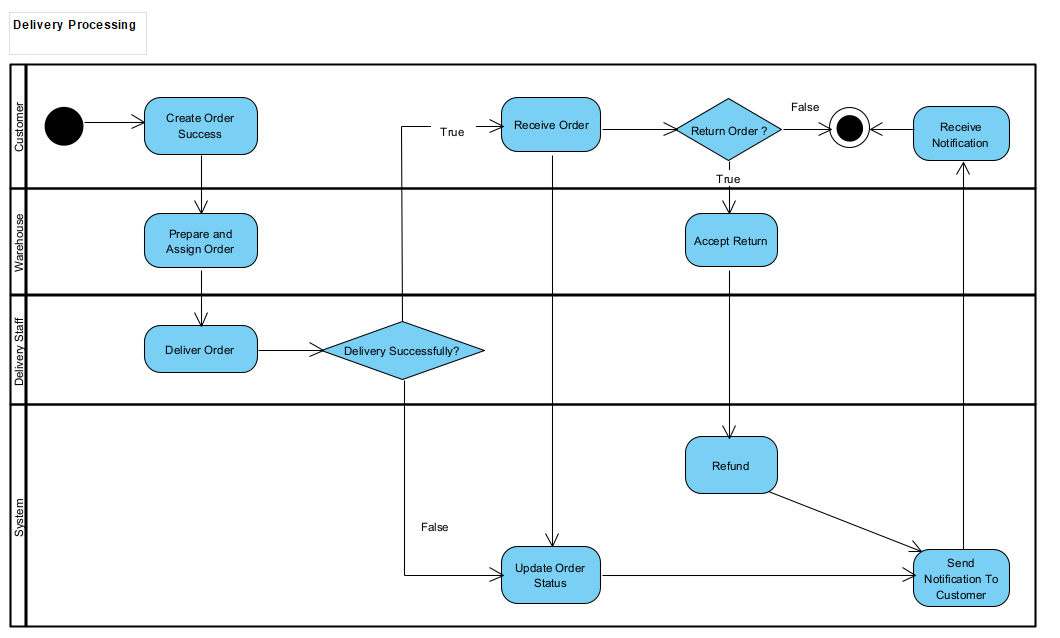 Delivery Processing
Customer
Create Order
Success
True
Receive Order
Return Order ?
False
Receive
Notification
True
Warehouse
Prepare and
Assign Order
Accept Return
Delivery Staff
Deliver Order
Delivery Successfully?
System
Refund
False
Update Order
Status
Send
Notification To
Customer